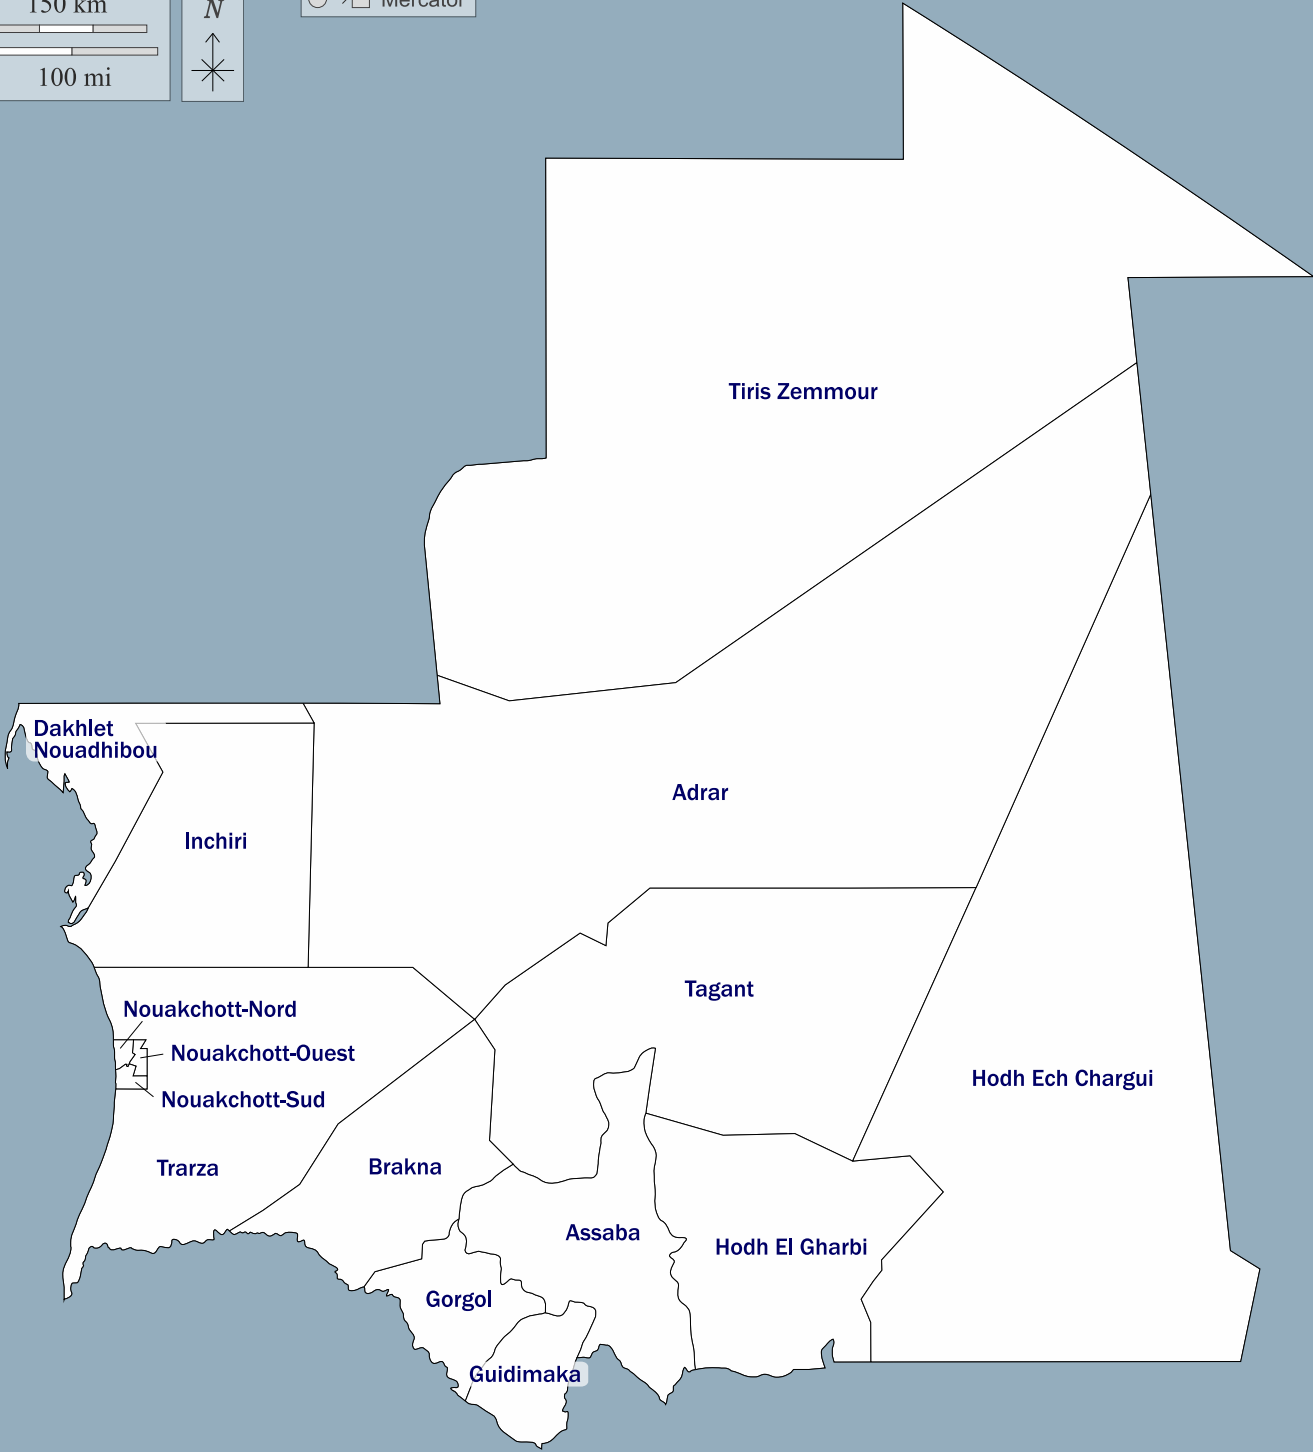 150 km
100 mi
N
Mercator
Tiris Zemmour
Dakhlet
Nouadhibou
Adrar
Inchiri
Tagant
Nouakchott-Nord
Nouakchott-Ouest
Nouakchott-Sud
Hodh Ech Chargui
Trarza
Brakna
Assaba
Hodh El Gharbi
Gorgol
Guidimaka